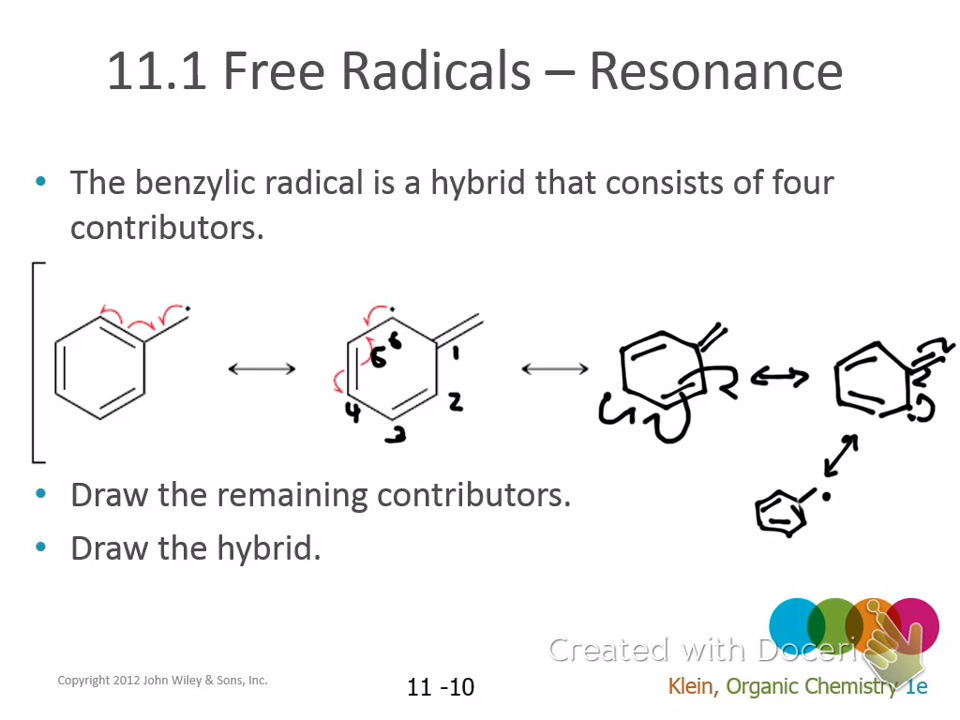 11.1 Free Radicals – Resonance
• The benzylic radical is a hybrid that consists of four
contributors.
6
5
1
2
4
3
• Draw the remaining contributors.
• Draw the hybrid.
Created with Doceri
Copyright 2012 John Wiley & Sons, Inc.
11 -10
Klein, Organic Chemistry 1e